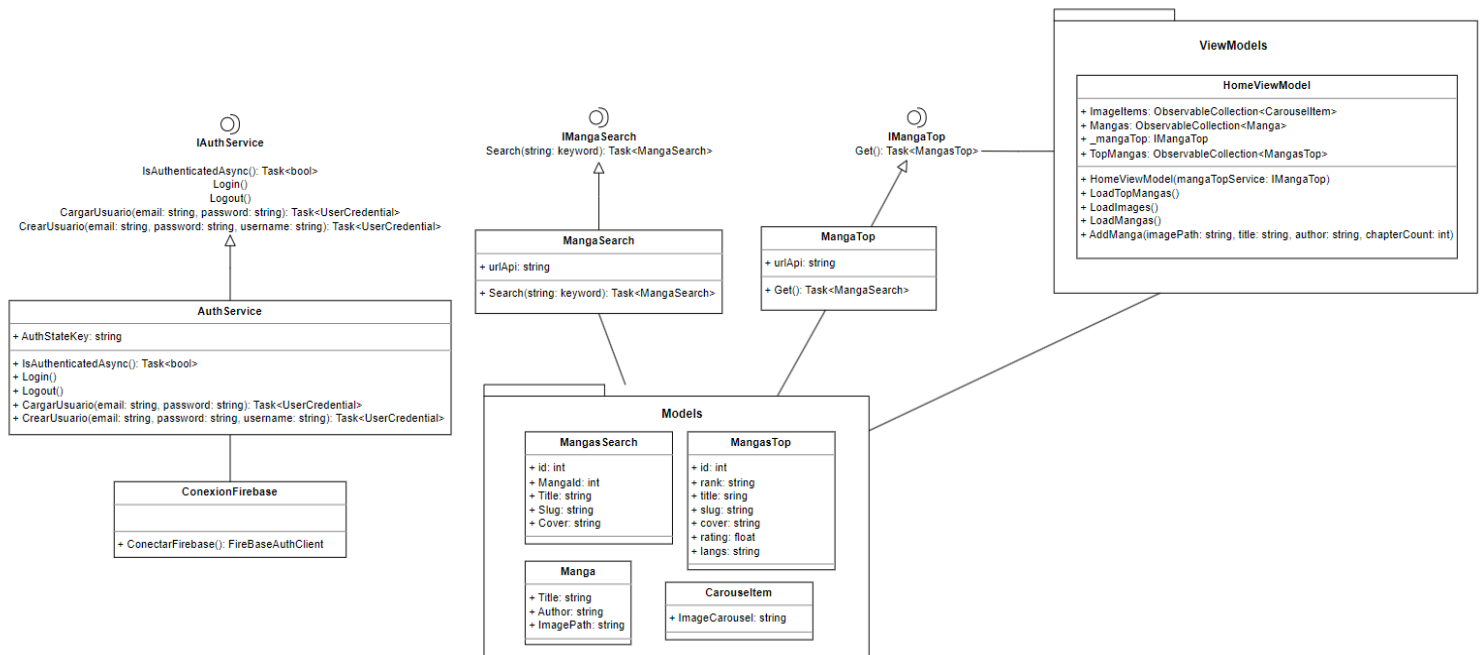 IAuthService
IsAuthenticatedAsync(): Task<bool>
Login()
Logout()
CargarUsuario(email: string, password: string): Task<UserCredential>
CrearUsuario(email: string, password: string, username: string): Task<UserCredential>
AuthService
+ AuthStateKey: string
+ IsAuthenticatedAsync(): Task<bool>
+ Login()
+ Logout()
+ CargarUsuario(email: string, password: string): Task<UserCredential>
+ CrearUsuario(email: string, password: string, username: string): Task<UserCredential>
ConexionFirebase
+ ConectarFirebase(): FireBaseAuthClient
IMangaSearch
Search(string: keyword): Task<MangaSearch>
MangaSearch
+ urlApi: string
+ Search(string: keyword): Task<MangaSearch>
IMangaTop
Get(): Task<MangasTop>
MangaTop
+ urlApi: string
+ Get(): Task<MangaSearch>
ViewModels
HomeViewModel
+ ImageItems: ObservableCollection<CarouselItem>
+ Mangas: ObservableCollection<Manga>
+ _mangaTop: IMangaTop
+ TopMangas: ObservableCollection<MangasTop>
+ HomeViewModel(mangaTopService: IMangaTop)
+ LoadTopMangas()
+ LoadImages()
+ LoadMangas()
+ AddManga(imagePath: string, title: string, author: string, chapterCount: int)
Models
MangasSearch
+ id: int
+ MangaId: int
+ Title: string
+ Slug: string
+ Cover: string
MangasTop
+ id: int
+ rank: string
+ title: sring
+ slug: string
+ cover: string
+ rating: float
+ langs: string
Manga
+ Title: string
+ Author: string
+ ImagePath: string
CarouselItem
+ ImageCarousel: string